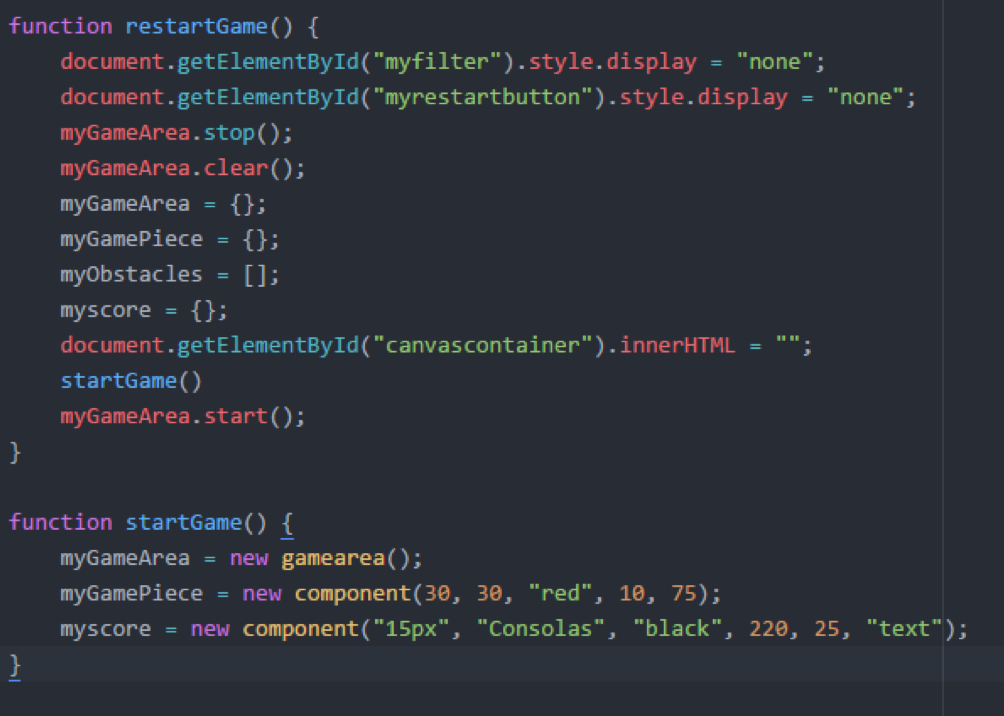 function restartGame() {
    document.getElementById("myfilter").style.display = "none";
    document.getElementById("myrestartbutton").style.display = "none";
    myGameArea.stop();
    myGameArea.clear();
    myGameArea = {};
    myGamePiece = {};
    myObstacles = [];
    myscore = {};
    document.getElementById("canvascontainer").innerHTML = "";
    startGame()
    myGameArea.start();
}

function startGame() {
    myGameArea = new gamearea();
    myGamePiece = new component(30, 30, "red", 10, 75);
    myscore = new component("15px", "Consolas", "black", 220, 25, "text");
}